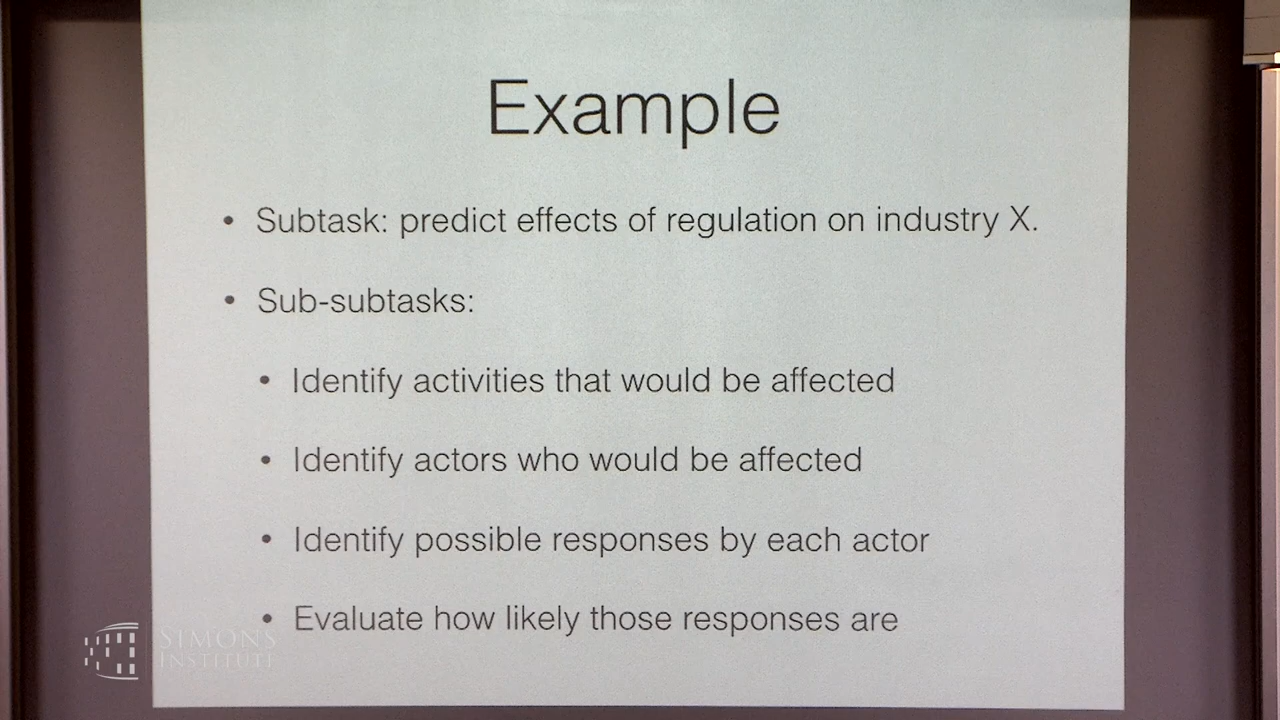 Example
• Subtask: predict effects of regulation on industry X.
• Sub-subtasks:
• Identify activities that would be affected
• Identify actors who would be affected
• Identify possible responses by each actor
• Evaluate how likely those responses are
SIMONS
INSTITUTE